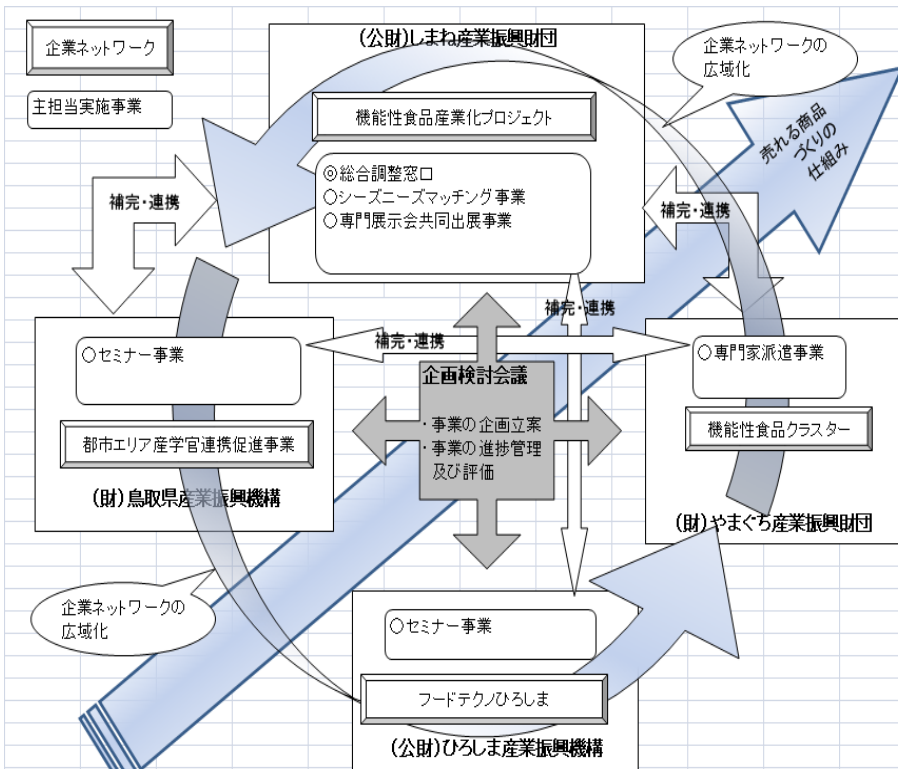 企業ネットワーク
主担当実施事業
(公財)しまね産業振興財団
機能性食品産業化プロジェクト
◎総合調整窓口
○シーズニーズマッチング事業
○専門展示会共同出展事業
企業ネットワークの
広域化
売れる商品
づくりの
仕組み
補完・連携
補完・連携
補完・連携
補完・連携
○セミナー事業
都市エリア産学官連携促進事業
(財)鳥取県産業振興機構
企画検討会議
・事業の企画立案
・事業の進捗管理
及び評価
○専門家派遣事業
機能性食品クラスター
(財)やまぐち産業振興財団
企業ネットワークの
広域化
○セミナー事業
フードテクノひろしま
(公財)ひろしま産業振興機構